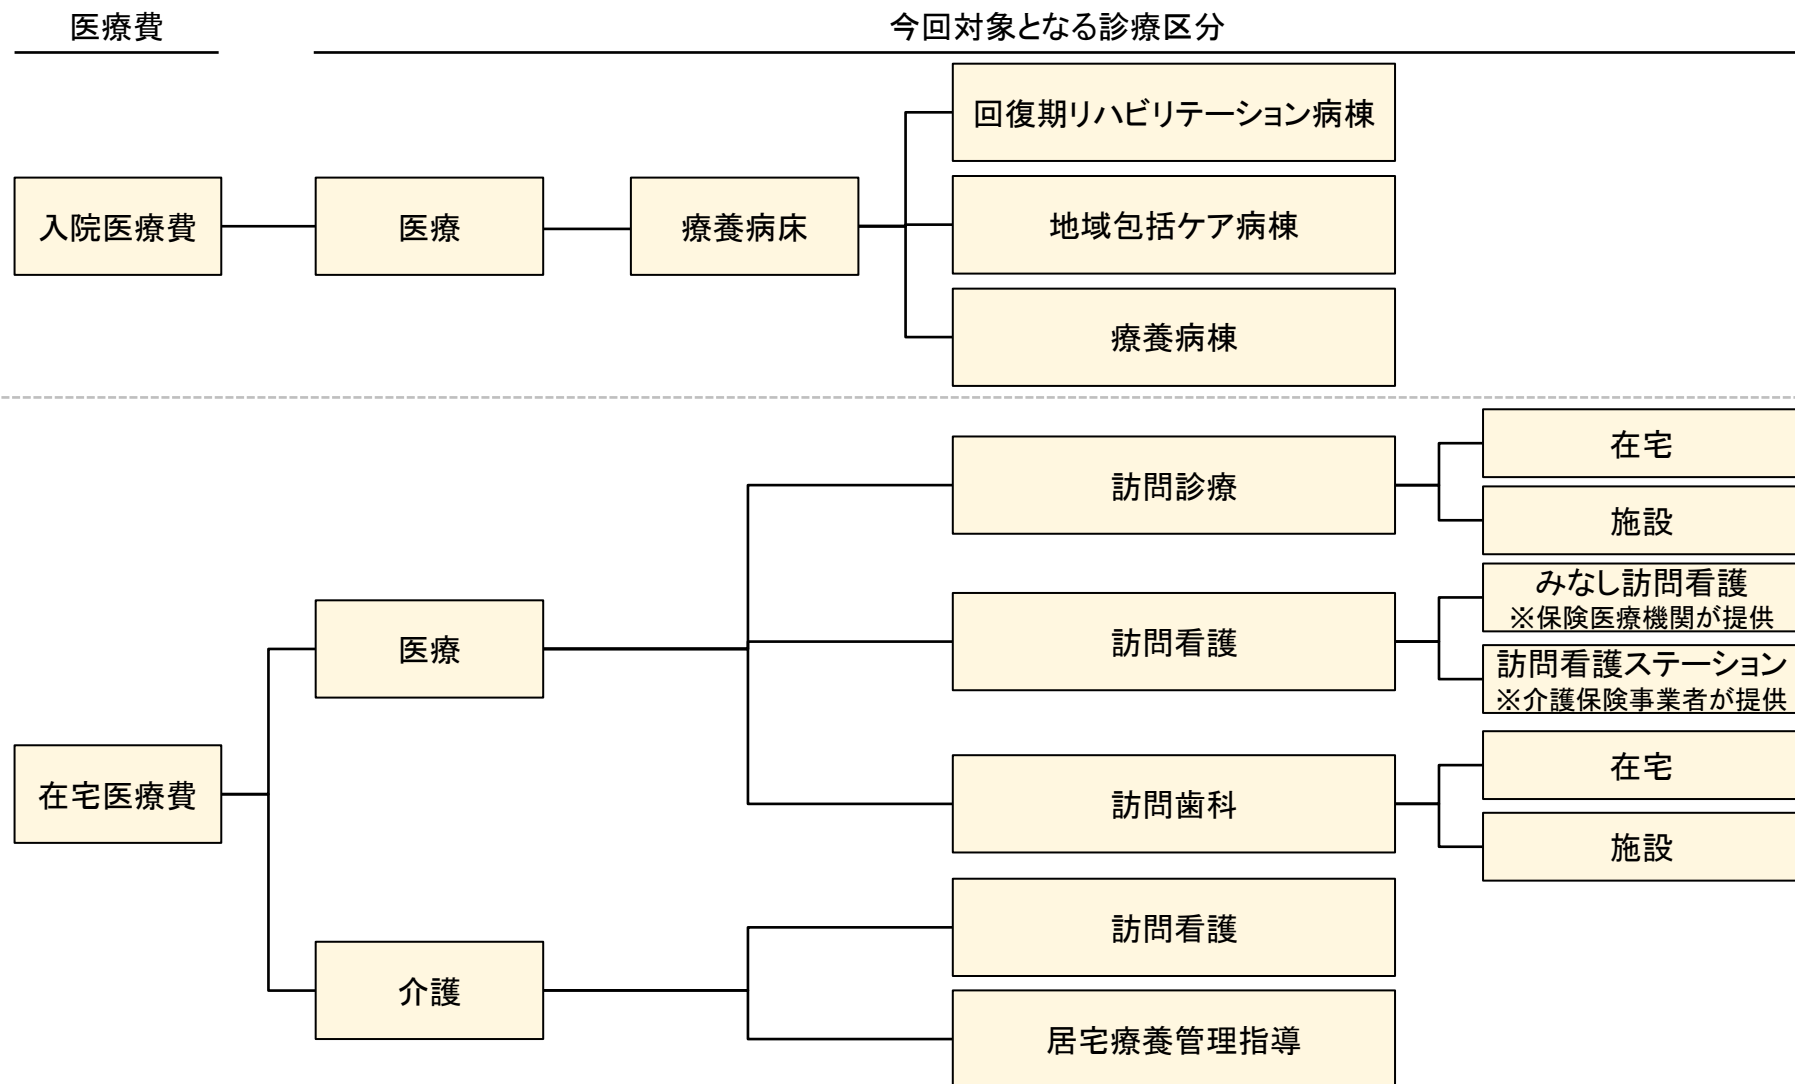 医療費
今回対象となる診療区分
入院医療費
医療
療養病床
回復期リハビリテーション病棟
地域包括ケア病棟
療養病棟
在宅医療費
医療
訪問診療
在宅
施設
訪問看護
みなし訪問看護
※保険医療機関が提供
訪問看護ステーション
※介護保険事業者が提供
訪問歯科
在宅
施設
介護
訪問看護
居宅療養管理指導